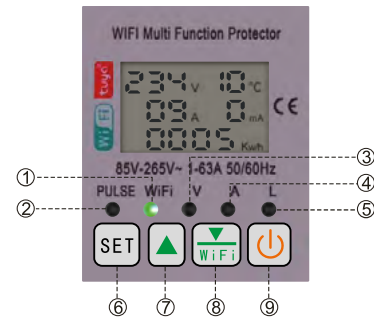 WIFI Multi Function Protector
tuya
WiFi
234 V 10 °C
09 A 0 mA
0005 Kwh
CE
85V-265V~ 1-63A 50/60Hz
PULSE WiFi V A L
① ② ③ ④ ⑤
SET WiFi
⑥ ⑦ ⑧ ⑨